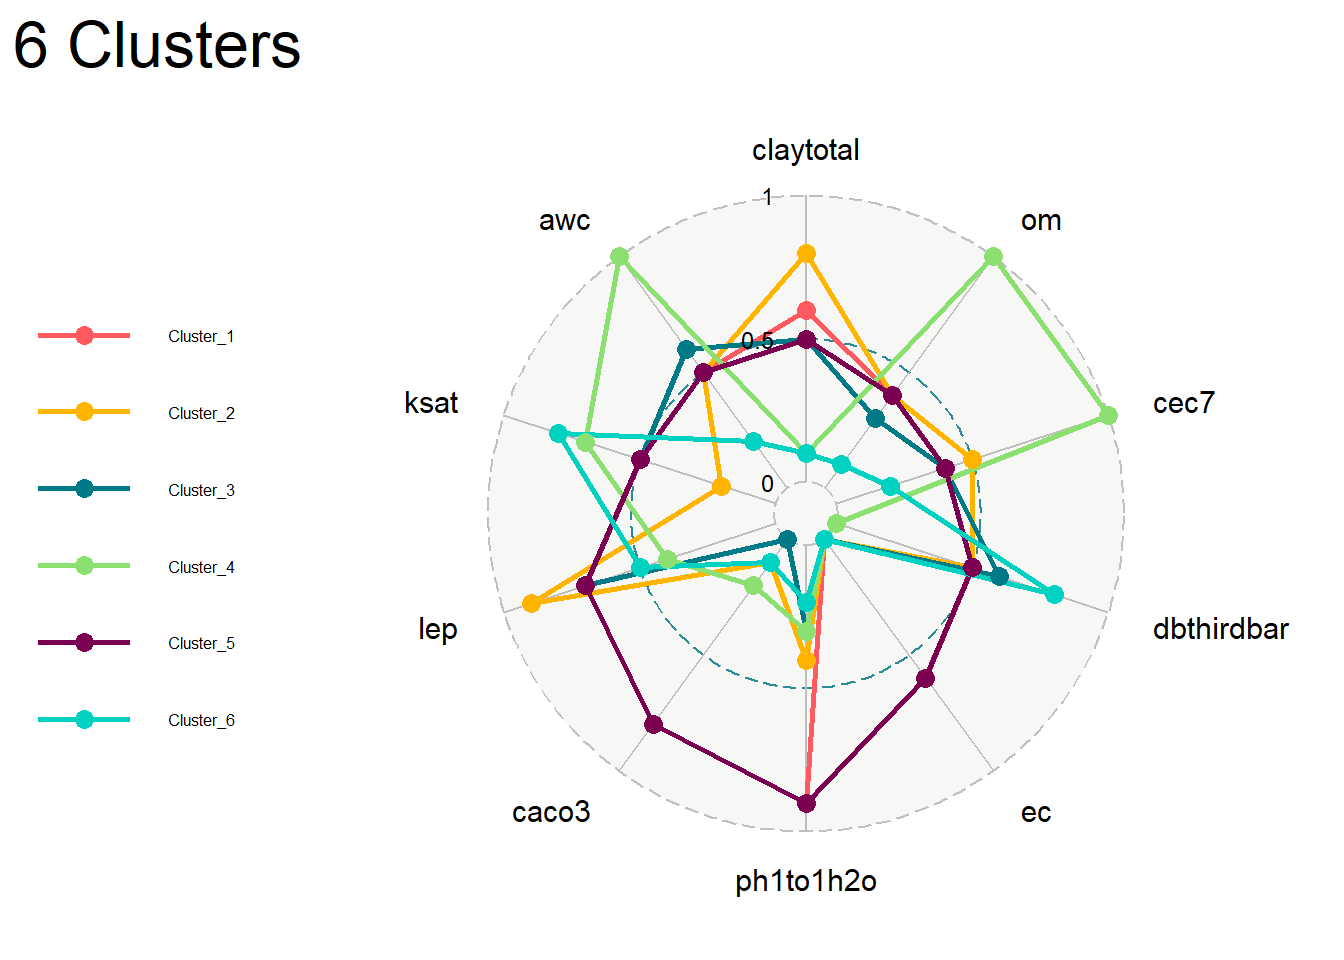 6 Clusters
claytotal
om
cec7
dbthirdbar
ec
ph1to1h2o
caco3
lep
ksat
awc
1
0.5
0
Cluster_1
Cluster_2
Cluster_3
Cluster_4
Cluster_5
Cluster_6